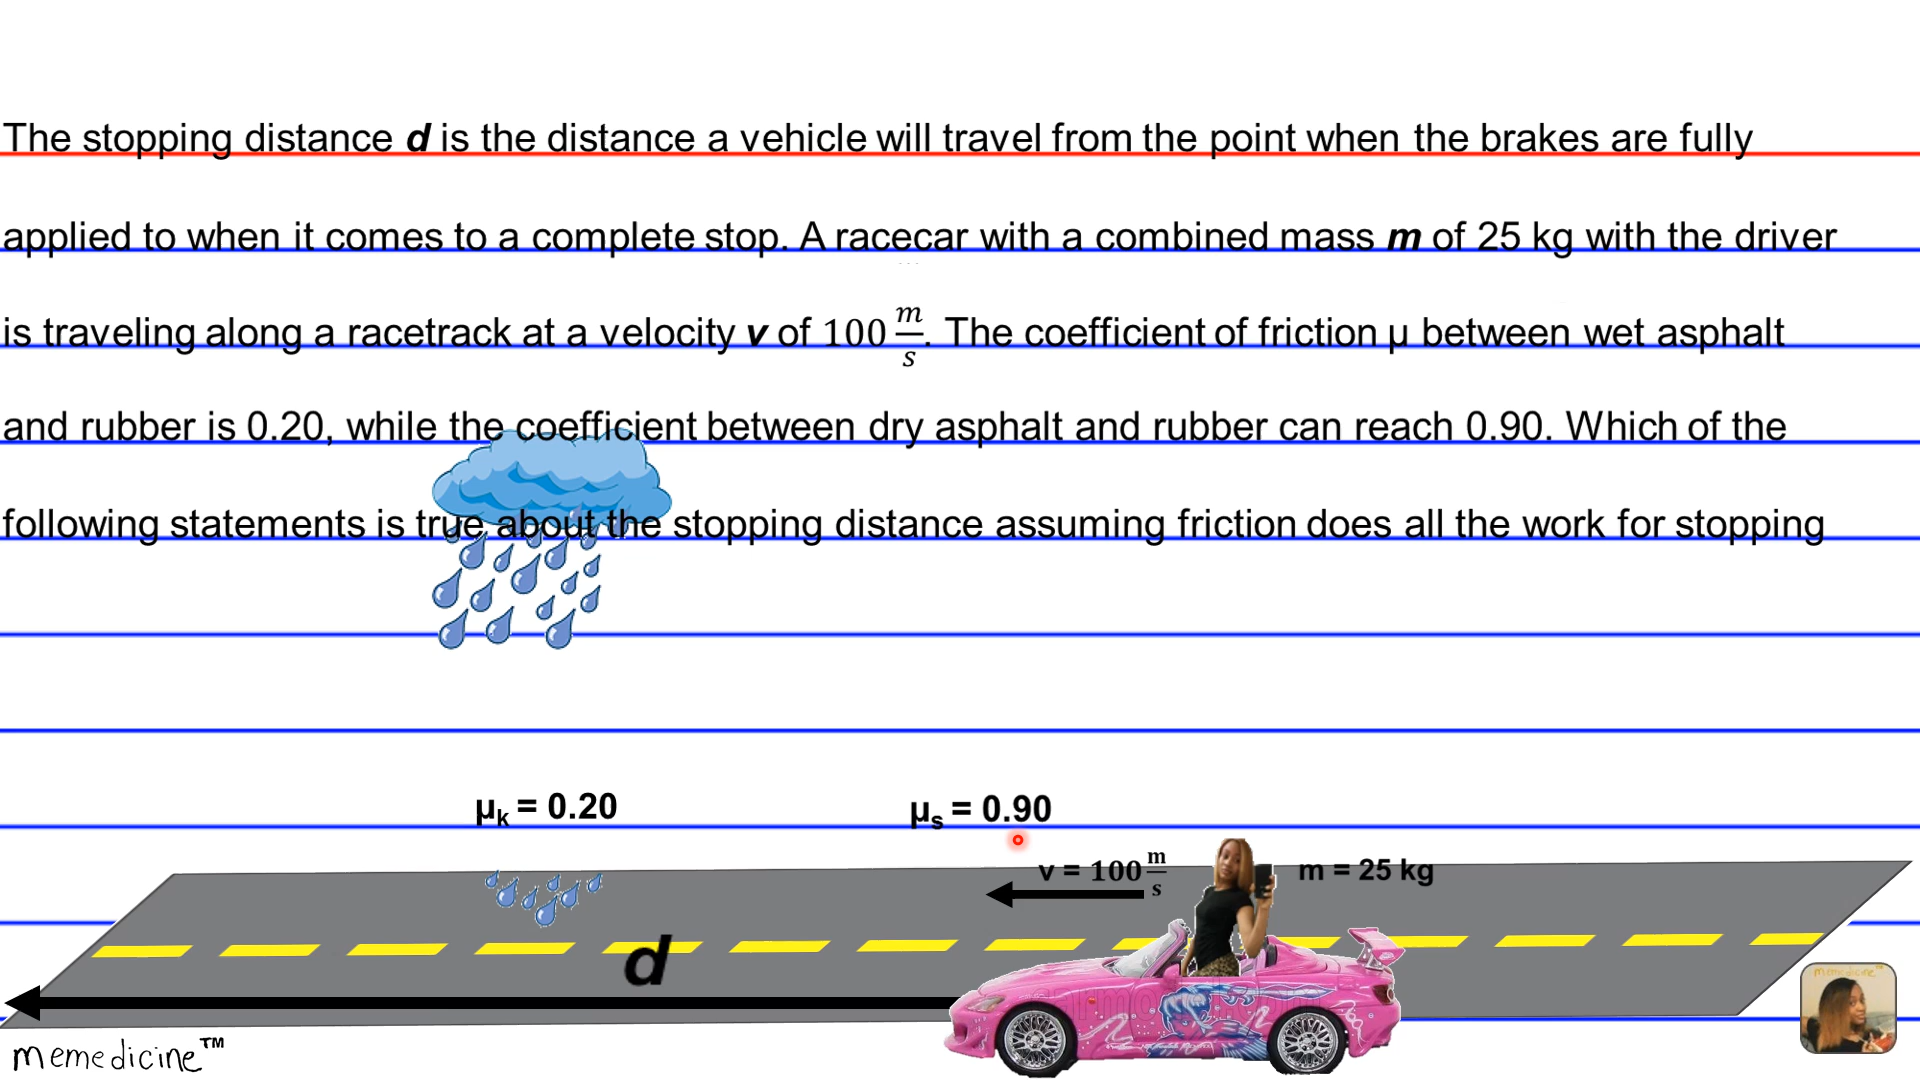 The stopping distance d is the distance a vehicle will travel from the point when the brakes are fully
applied to when it comes to a complete stop. A racecar with a combined mass m of 25 kg with the driver
is traveling along a racetrack at a velocity v of 100 m/s. The coefficient of friction μ between wet asphalt
and rubber is 0.20, while the coefficient between dry asphalt and rubber can reach 0.90. Which of the
following statements is true about the stopping distance assuming friction does all the work for stopping
μk = 0.20
μs = 0.90
v = 100 m/s
m = 25 kg
d
memedicine™
memedicine™